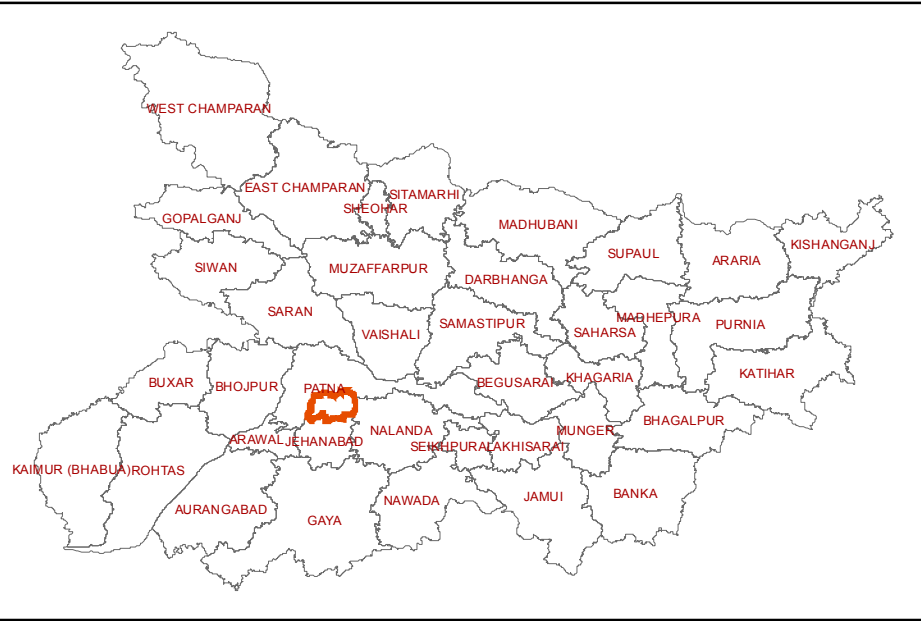 WEST CHAMPARAN
EAST CHAMPARAN
SITAMARHI
SHEOHAR
GOPALGANJ
MADHUBANI
KISHANGANJ
SUPAUL
ARARIA
SIWAN
MUZAFFARPUR
DARBHANGA
SARAN
MADHEPURA
SAMASTIPUR
PURNIA
VAISHALI
SAHARSA
KATIHAR
KHAGARIA
BUXAR
BHOJPUR
PATNA
BEGUSARAI
BHAGALPUR
NALANDA
MUNGER
ARAWAL
JEHANABAD
SEIKHPURA
LAKHISARAI
KAIMUR (BHABUA)
ROHTAS
BANKA
JAMUI
NAWADA
AURANGABAD
GAYA